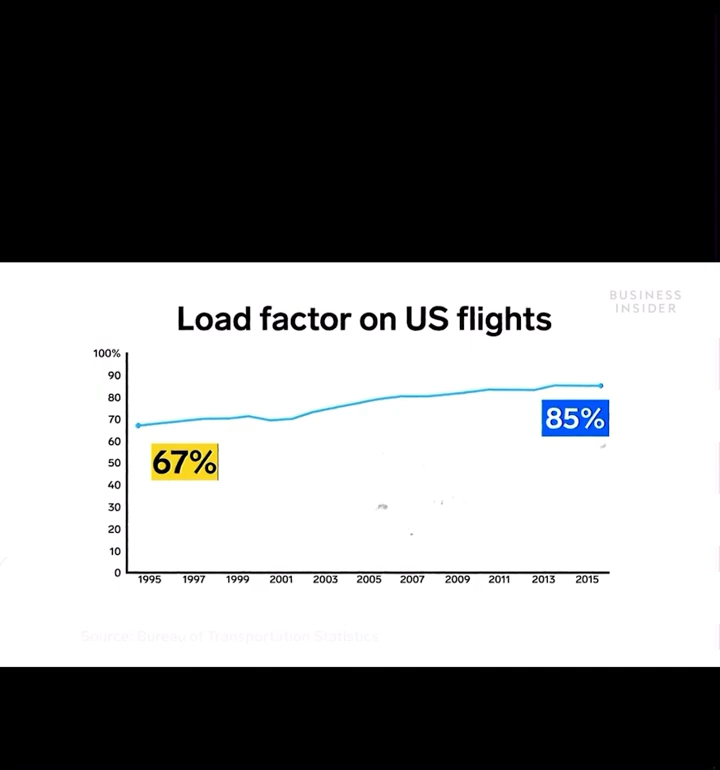 BUSINESS
INSIDER
Load factor on US flights
100%
90
80
70
60
50
40
30
20
10
0
67%
85%
1995 1997 1999 2001 2003 2005 2007 2009 2011 2013 2015
Source: Bureau of Transportation Statistics